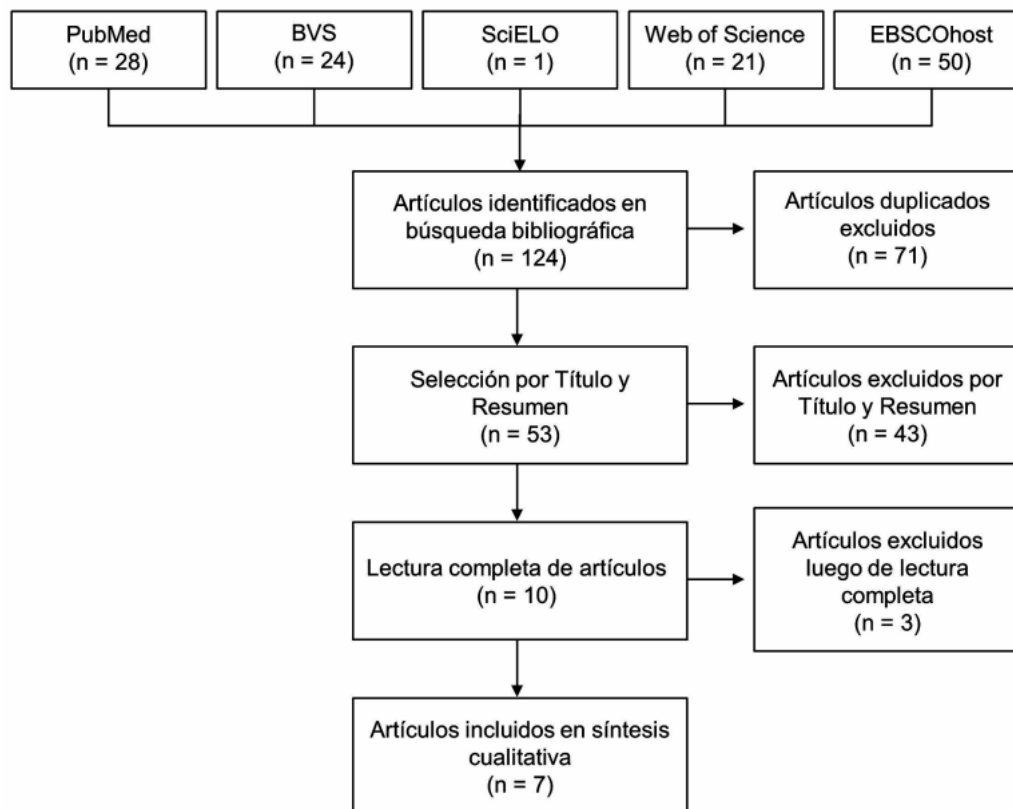 PubMed
(n = 28)
BVS
(n = 24)
SciELO
(n = 1)
Web of Science
(n = 21)
EBSCOhost
(n = 50)
Artículos identificados en
búsqueda bibliográfica
(n = 124)
Artículos duplicados
excluidos
(n = 71)
Selección por Título y
Resumen
(n = 53)
Artículos excluidos por
Título y Resumen
(n = 43)
Lectura completa de artículos
(n = 10)
Artículos excluidos
luego de lectura
completa
(n = 3)
Artículos incluidos en síntesis
cualitativa
(n = 7)